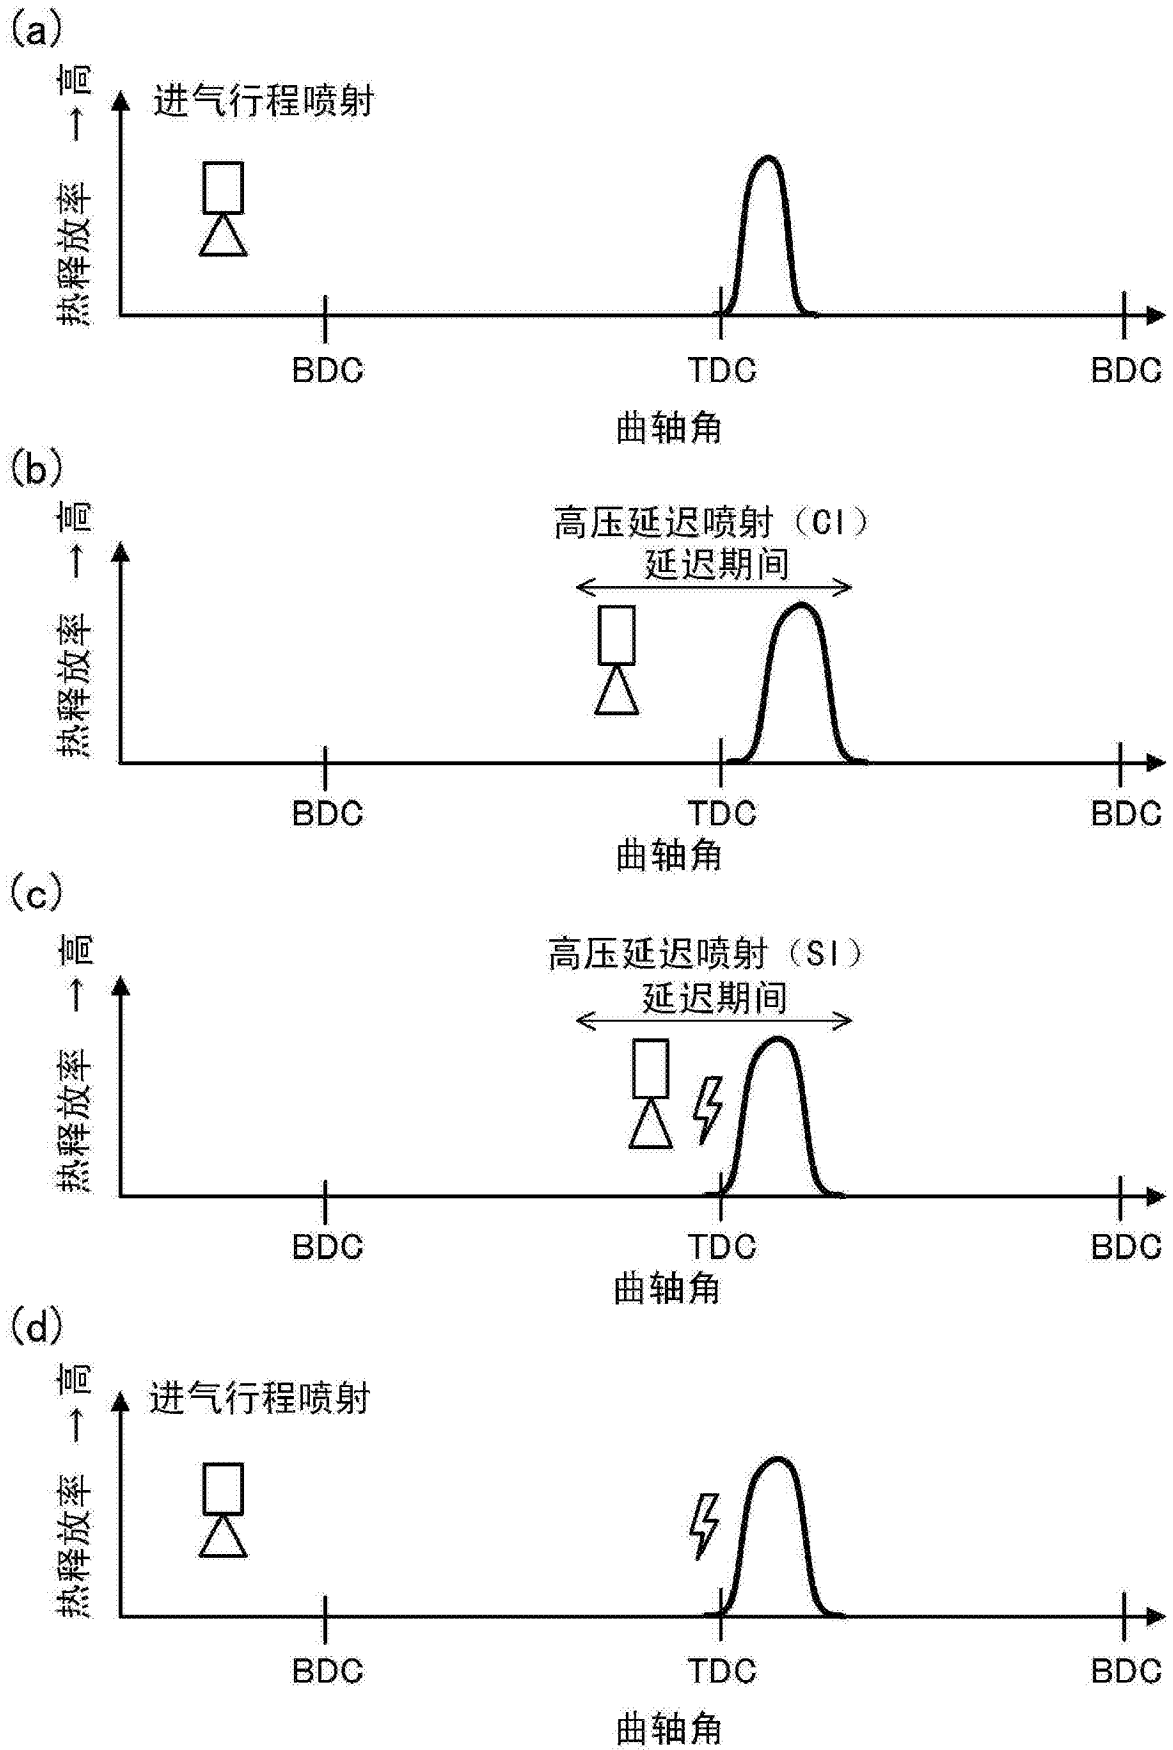 (a)
热释放率 → 高
进气行程喷射
BDC TDC BDC
曲轴角
(b)
热释放率 → 高
高压延迟喷射（CI）
延迟期间
BDC TDC BDC
曲轴角
(c)
热释放率 → 高
高压延迟喷射（SI）
延迟期间
BDC TDC BDC
曲轴角
(d)
热释放率 → 高
进气行程喷射
BDC TDC BDC
曲轴角